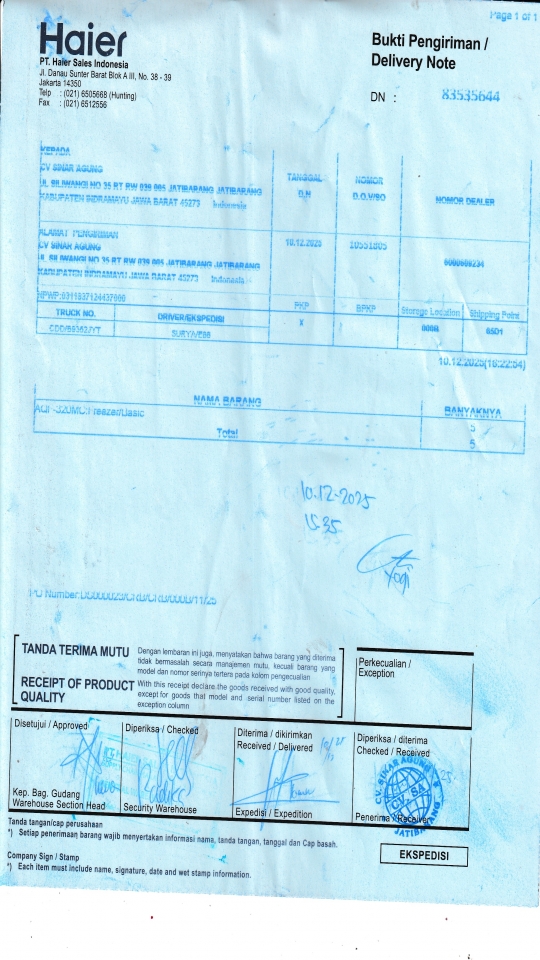 Page 1 of 1
Haier
PT. Haier Sales Indonesia
Jl. Danau Sunter Barat Blok A III, No. 38 - 39
Jakarta 14350
Telp : (021) 6505668 (Hunting)
Fax : (021) 6512556
Bukti Pengiriman /
Delivery Note
DN : 83535644
KEPADA
CV SINAR AGUNG
JL SILIWANGI NO 35 RT RW 039 005 JATIBARANG JATIBARANG
KABUPATEN INDRAMAYU JAWA BARAT 45273 Indonesia
TANGGAL
D.N
NOMOR
D.O.V/SO
NOMOR DEALER
ALAMAT PENGIRIMAN
CV SINAR AGUNG
JL SILIWANGI NO 35 RT RW 039 005 JATIBARANG JATIBARANG
KABUPATEN INDRAMAYU JAWA BARAT 45273 Indonesia
10.12.2025
10551805
NPWP:
TRUCK NO.
DRIVER/EKSPEDISI
PKP
BPKP
Storage Location
Shipping Point
X
10.12.2025(16:22:54)
NAMA BARANG
BANYAKNYA
AQF-320MC:Freezer/Basic
5
Total
5
10.12-2025
15.35
Yogi
PO Number:
TANDA TERIMA MUTU
Dengan lembaran ini juga, menyatakan bahwa barang yang diterima
tidak bermasalah secara manajemen mutu, kecuali barang yang
model dan nomor serinya tertera pada kolom pengecualian
RECEIPT OF PRODUCT
QUALITY
With this receipt declare the goods received with good quality,
except for goods that model and serial number listed on the
exception column
Perkecualian /
Exception
Disetujui / Approved
Kep. Bag. Gudang
Warehouse Section Head
Diperiksa / Checked
Security Warehouse
Diterima / dikirimkan
Received / Delivered
Expedisi / Expedition
Diperiksa / diterima
Checked / Received
CV. SINAR AGUNG
CV SA
JATIBARANG
Penerima / Receiver
Tanda tangan/cap perusahaan
*) Setiap penerimaan barang wajib menyertakan informasi nama, tanda tangan, tanggal dan Cap basah.
Company Sign / Stamp
*) Each item must include name, signature, date and wet stamp information.
EKSPEDISI